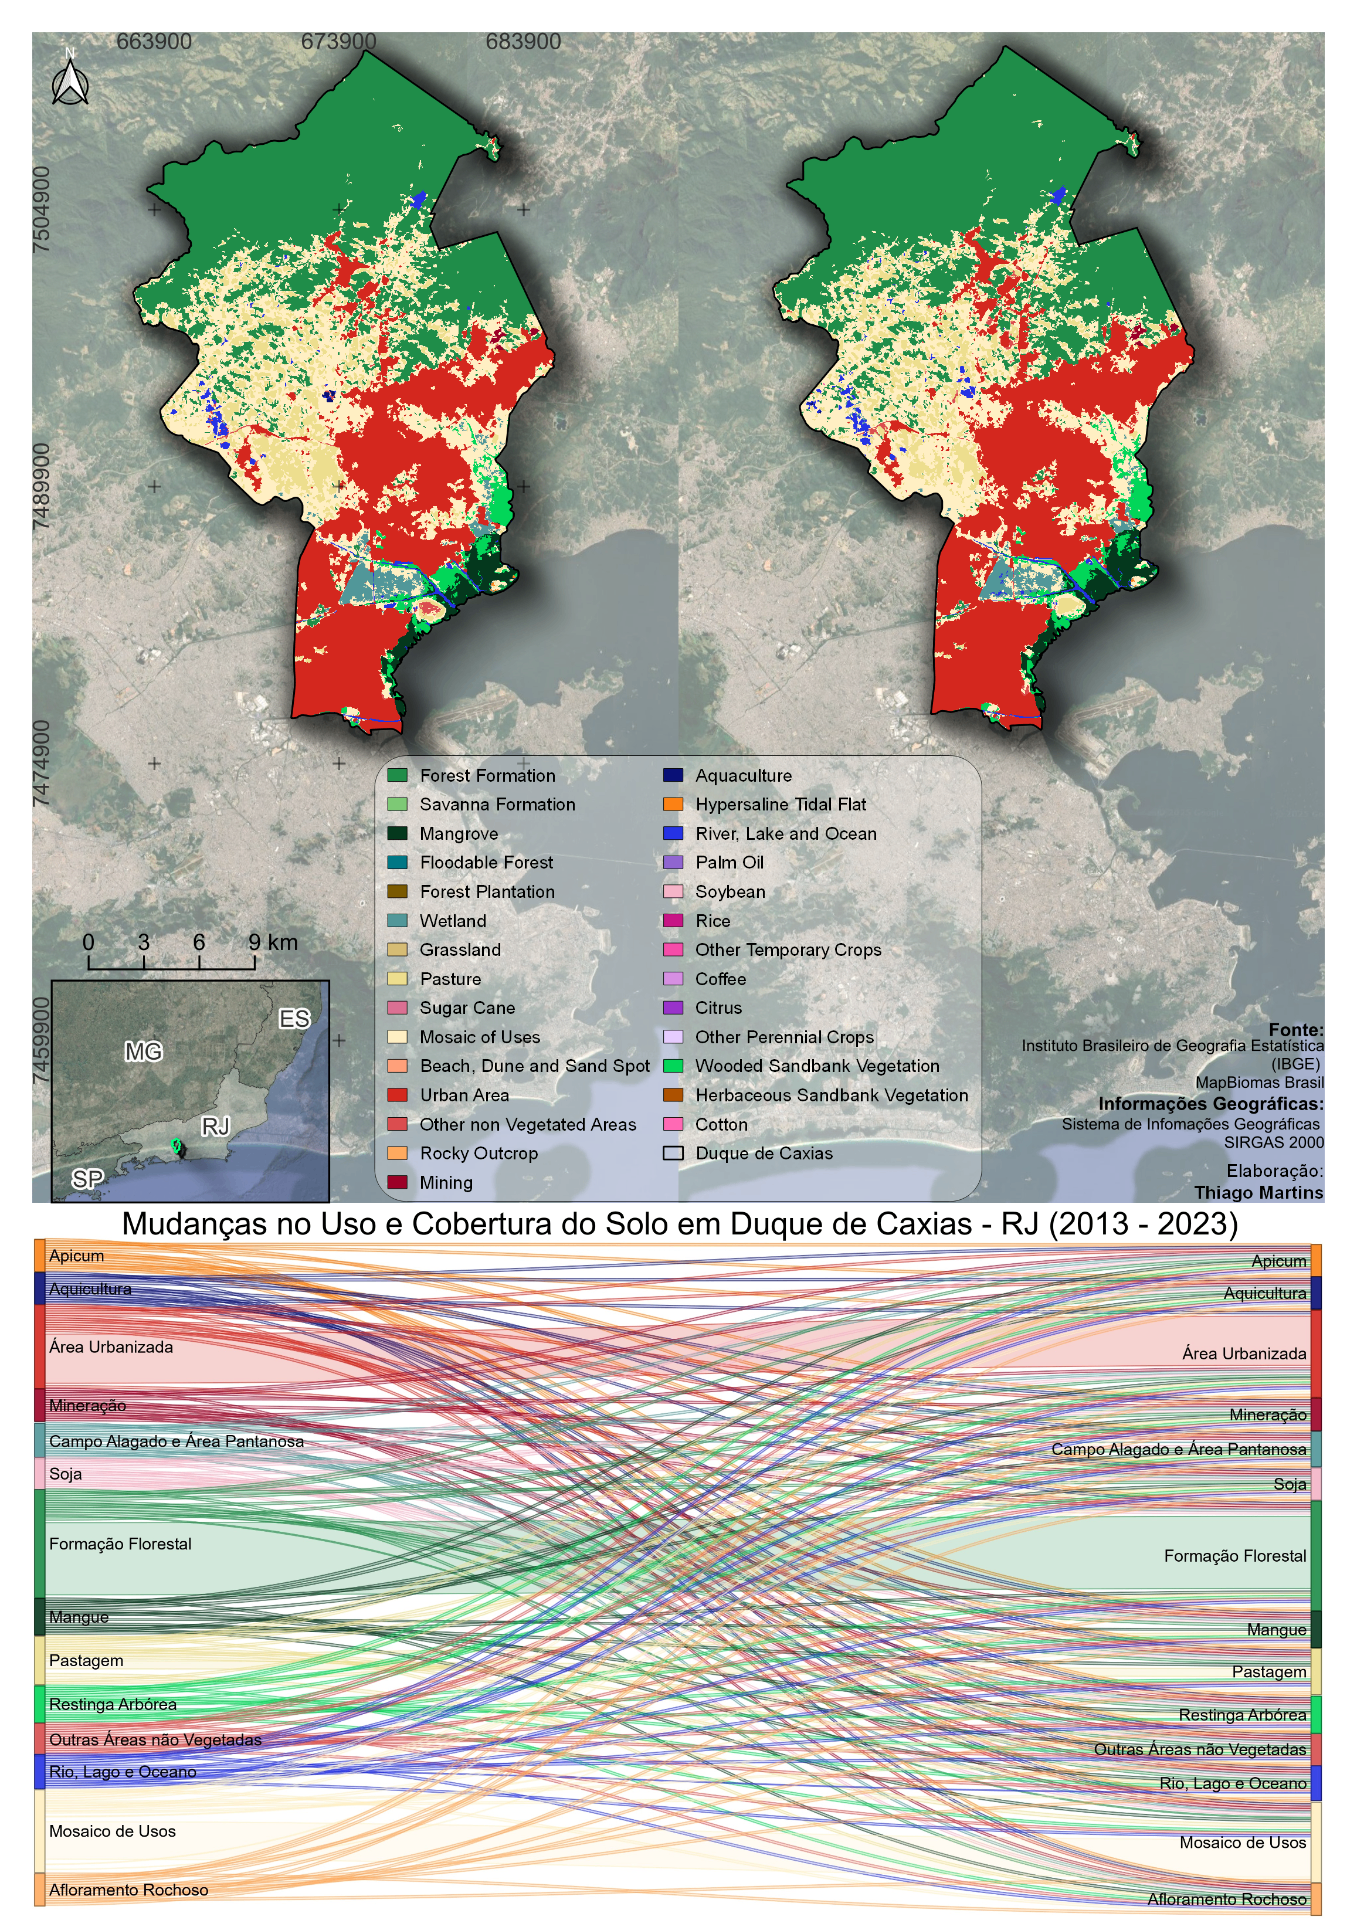 663900
673900
683900
N
7504900
7489900
7474900
7459900
Forest Formation
Savanna Formation
Mangrove
Floodable Forest
Forest Plantation
Wetland
Grassland
Pasture
Sugar Cane
Mosaic of Uses
Beach, Dune and Sand Spot
Urban Area
Other non Vegetated Areas
Rocky Outcrop
Mining
Aquaculture
Hypersaline Tidal Flat
River, Lake and Ocean
Palm Oil
Soybean
Rice
Other Temporary Crops
Coffee
Citrus
Other Perennial Crops
Wooded Sandbank Vegetation
Herbaceous Sandbank Vegetation
Cotton
Duque de Caxias
0 3 6 9 km
ES
MG
RJ
SP
Fonte:
Instituto Brasileiro de Geografia Estatística
(IBGE)
MapBiomas Brasil
Informações Geográficas:
Sistema de Infomações Geográficas
SIRGAS 2000
Elaboração:
Thiago Martins
Mudanças no Uso e Cobertura do Solo em Duque de Caxias - RJ (2013 - 2023)
Apicum
Aquicultura
Área Urbanizada
Mineração
Campo Alagado e Área Pantanosa
Soja
Formação Florestal
Mangue
Pastagem
Restinga Arbórea
Outras Áreas não Vegetadas
Rio, Lago e Oceano
Mosaico de Usos
Afloramento Rochoso
Apicum
Aquicultura
Área Urbanizada
Mineração
Campo Alagado e Área Pantanosa
Soja
Formação Florestal
Mangue
Pastagem
Restinga Arbórea
Outras Áreas não Vegetadas
Rio, Lago e Oceano
Mosaico de Usos
Afloramento Rochoso